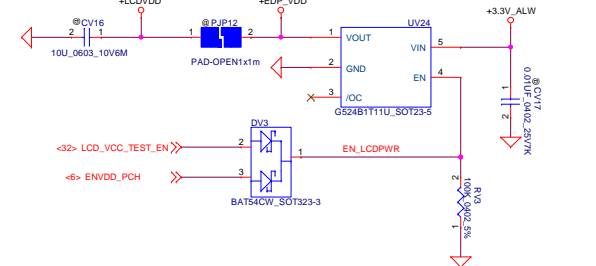 +LCDVDD
+EDP_VDD
@CV16
2
1
10U_0603_10V6M
@PJP12
1
2
PAD-OPEN1x1m
UV24
1
VOUT
2
GND
3
/OC
VIN
5
EN
4
G524B1T11U_SOT23-5
+3.3V_ALW
1
2
@CV17
0.01UF_0402_25V7K
DV3
<32> LCD_VCC_TEST_EN
2
<6> ENVDD_PCH
3
1
EN_LCDPWR
BAT54CW_SOT323-3
2
1
RV3
100K_0402_5%